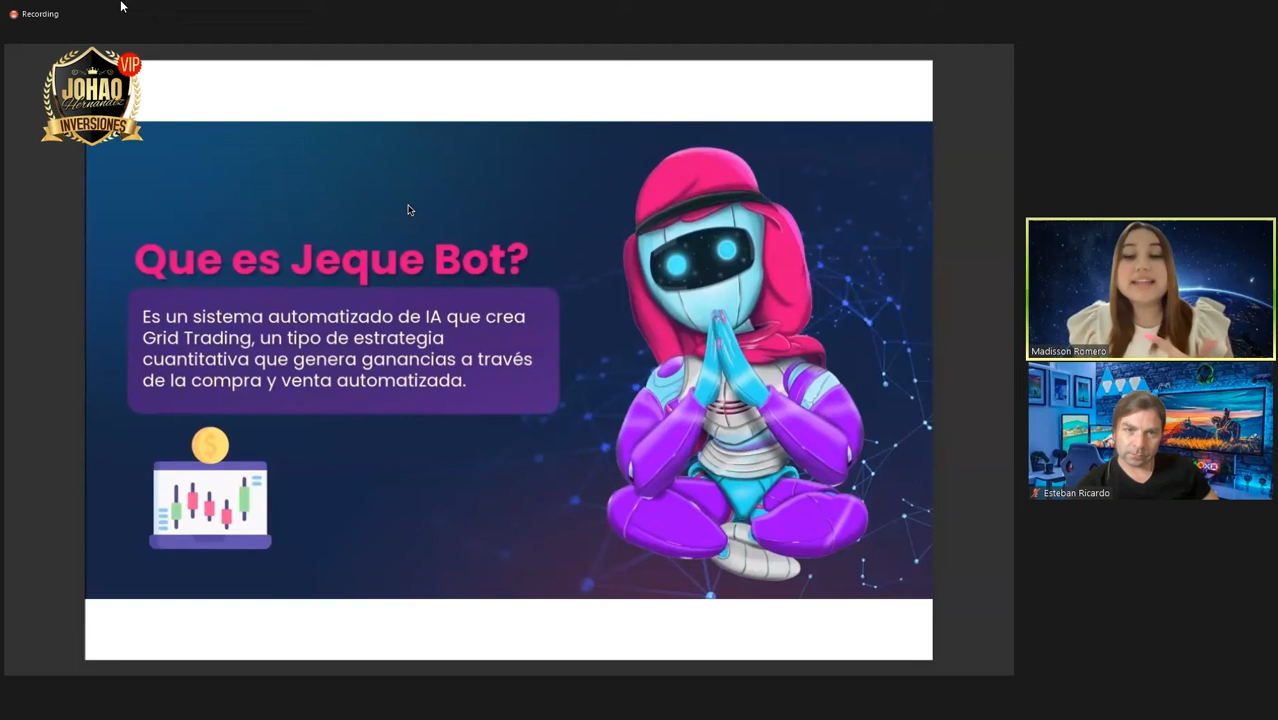 Recording
VIP
JOHAO
Hernandez
INVERSIONES
Que es Jeque Bot?
Es un sistema automatizado de IA que crea
Grid Trading, un tipo de estrategia
cuantitativa que genera ganancias a través
de la compra y venta automatizada.
$
Madisson Romero
Esteban Ricardo